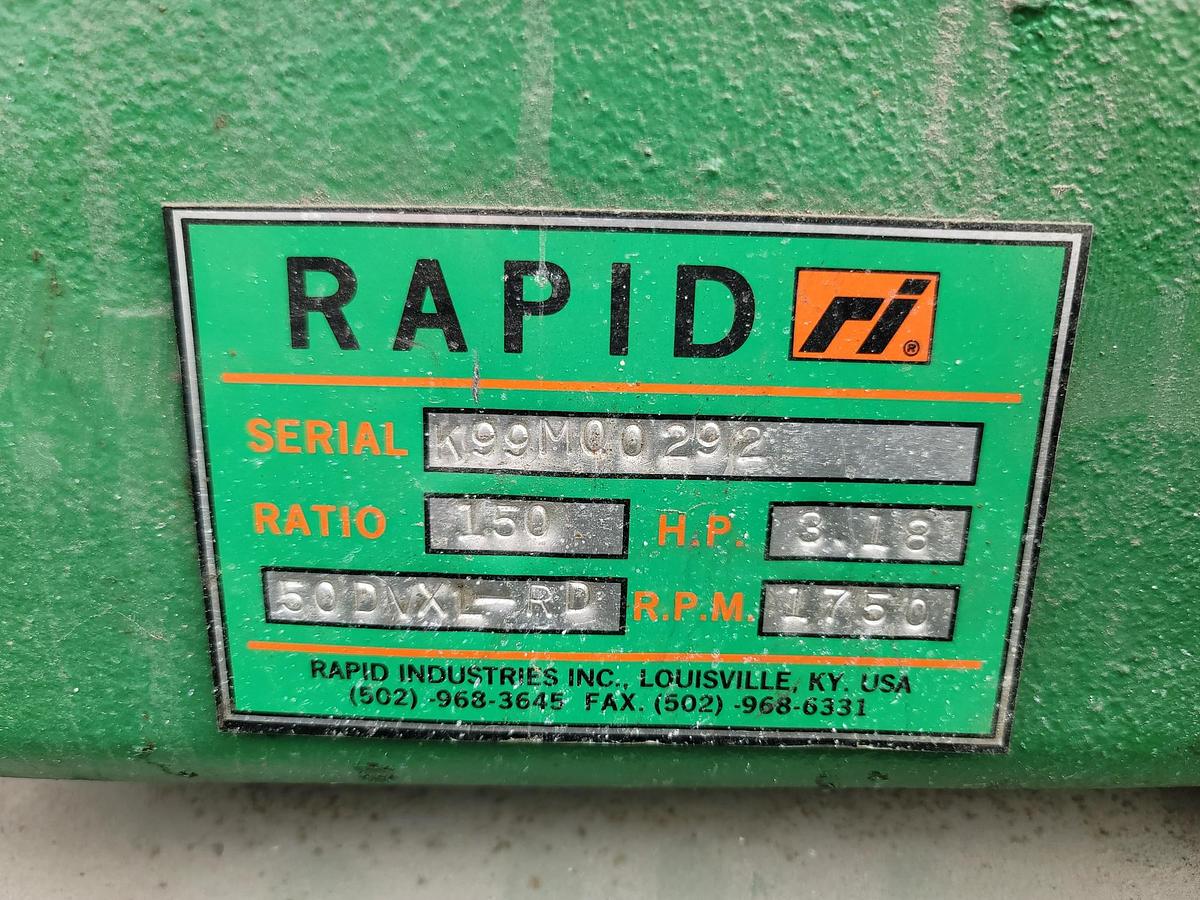 RAPID ri®
SERIAL K99M00292
RATIO 150 H.P. 3.18
50DVXL-RD R.P.M. 1750
RAPID INDUSTRIES INC., LOUISVILLE, KY. USA
(502) -968-3645 FAX. (502) -968-6331